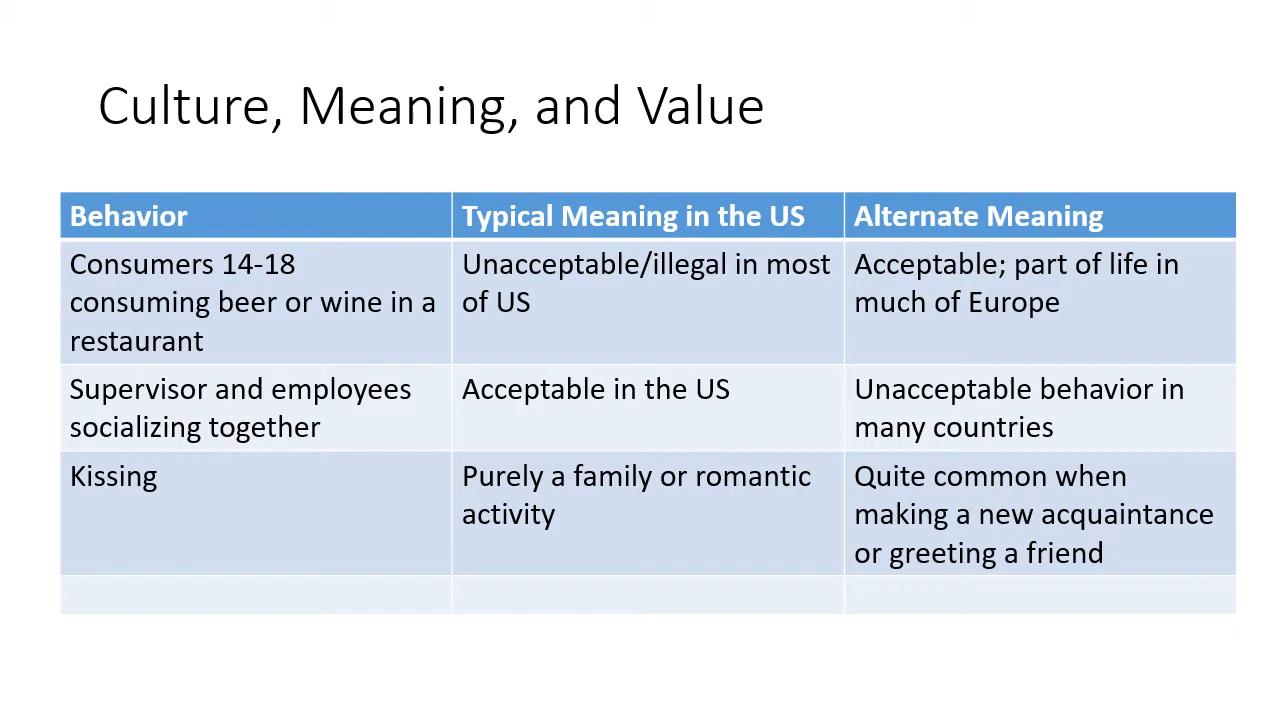 Culture, Meaning, and Value
Behavior
Typical Meaning in the US
Alternate Meaning
Consumers 14-18
consuming beer or wine in a
restaurant
Unacceptable/illegal in most
of US
Acceptable; part of life in
much of Europe
Supervisor and employees
socializing together
Acceptable in the US
Unacceptable behavior in
many countries
Kissing
Purely a family or romantic
activity
Quite common when
making a new acquaintance
or greeting a friend